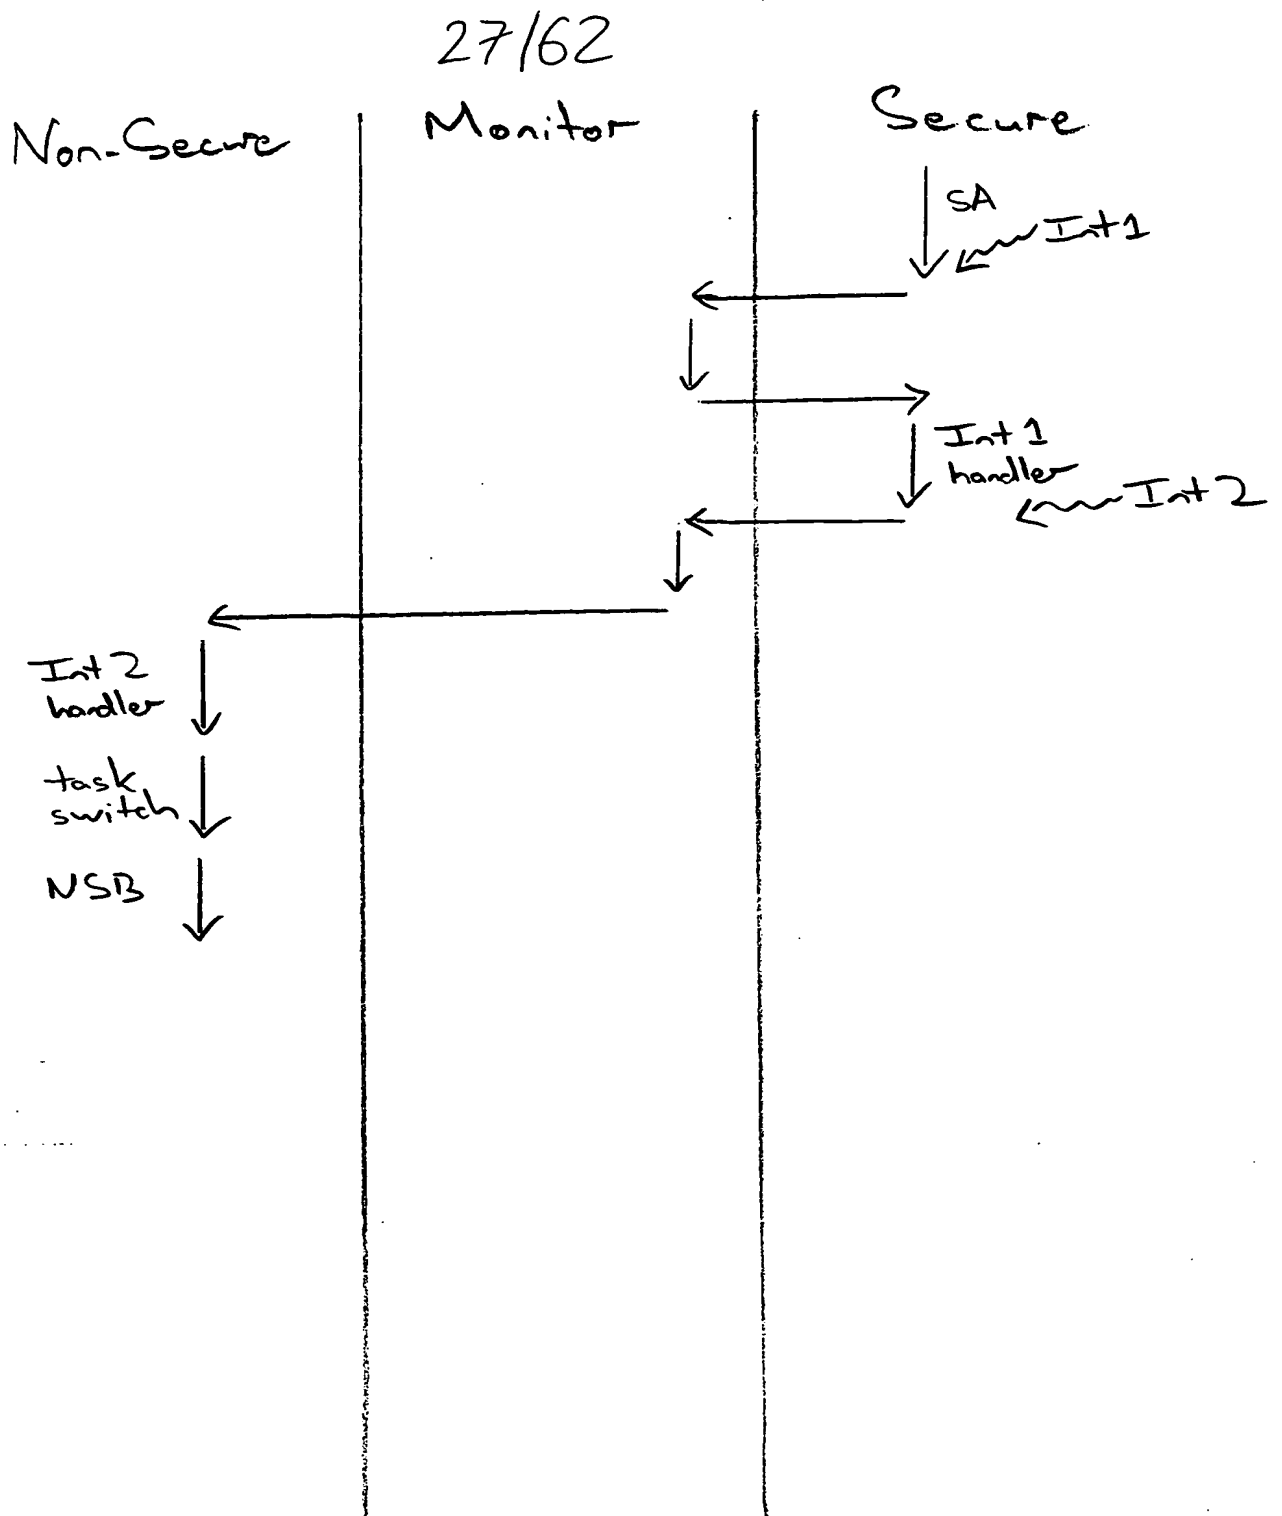 27/62
Non-Secure
Monitor
Secure
SA
Int 1
Int 1
handler
Int 2
Int 2
handler
task
switch
NSB